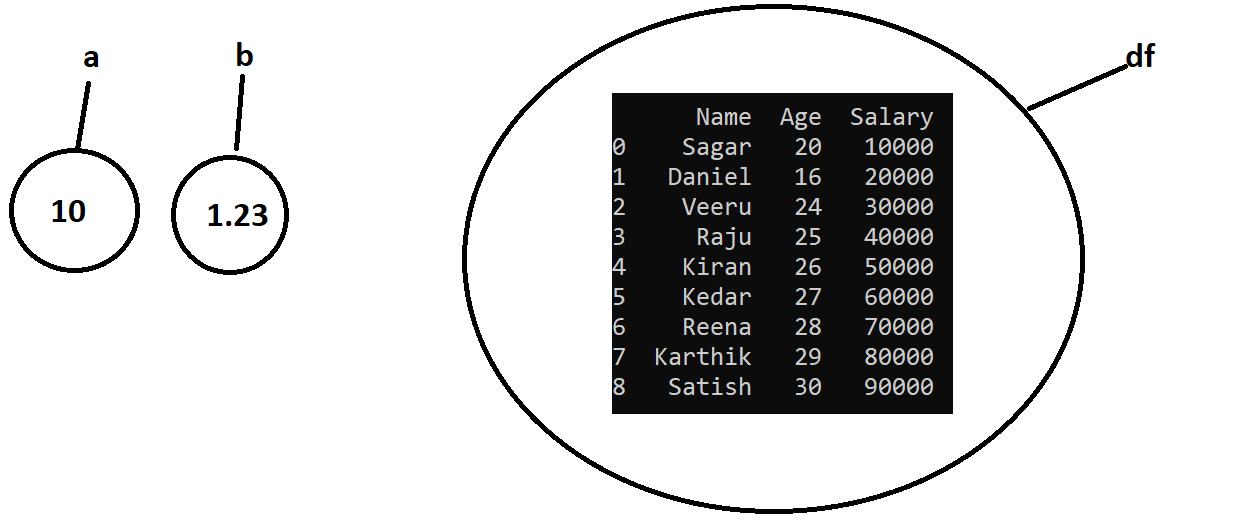 a
b
df
10
1.23
Name Age Salary
0 Sagar 20 10000
1 Daniel 16 20000
2 Veeru 24 30000
3 Raju 25 40000
4 Kiran 26 50000
5 Kedar 27 60000
6 Reena 28 70000
7 Karthik 29 80000
8 Satish 30 90000